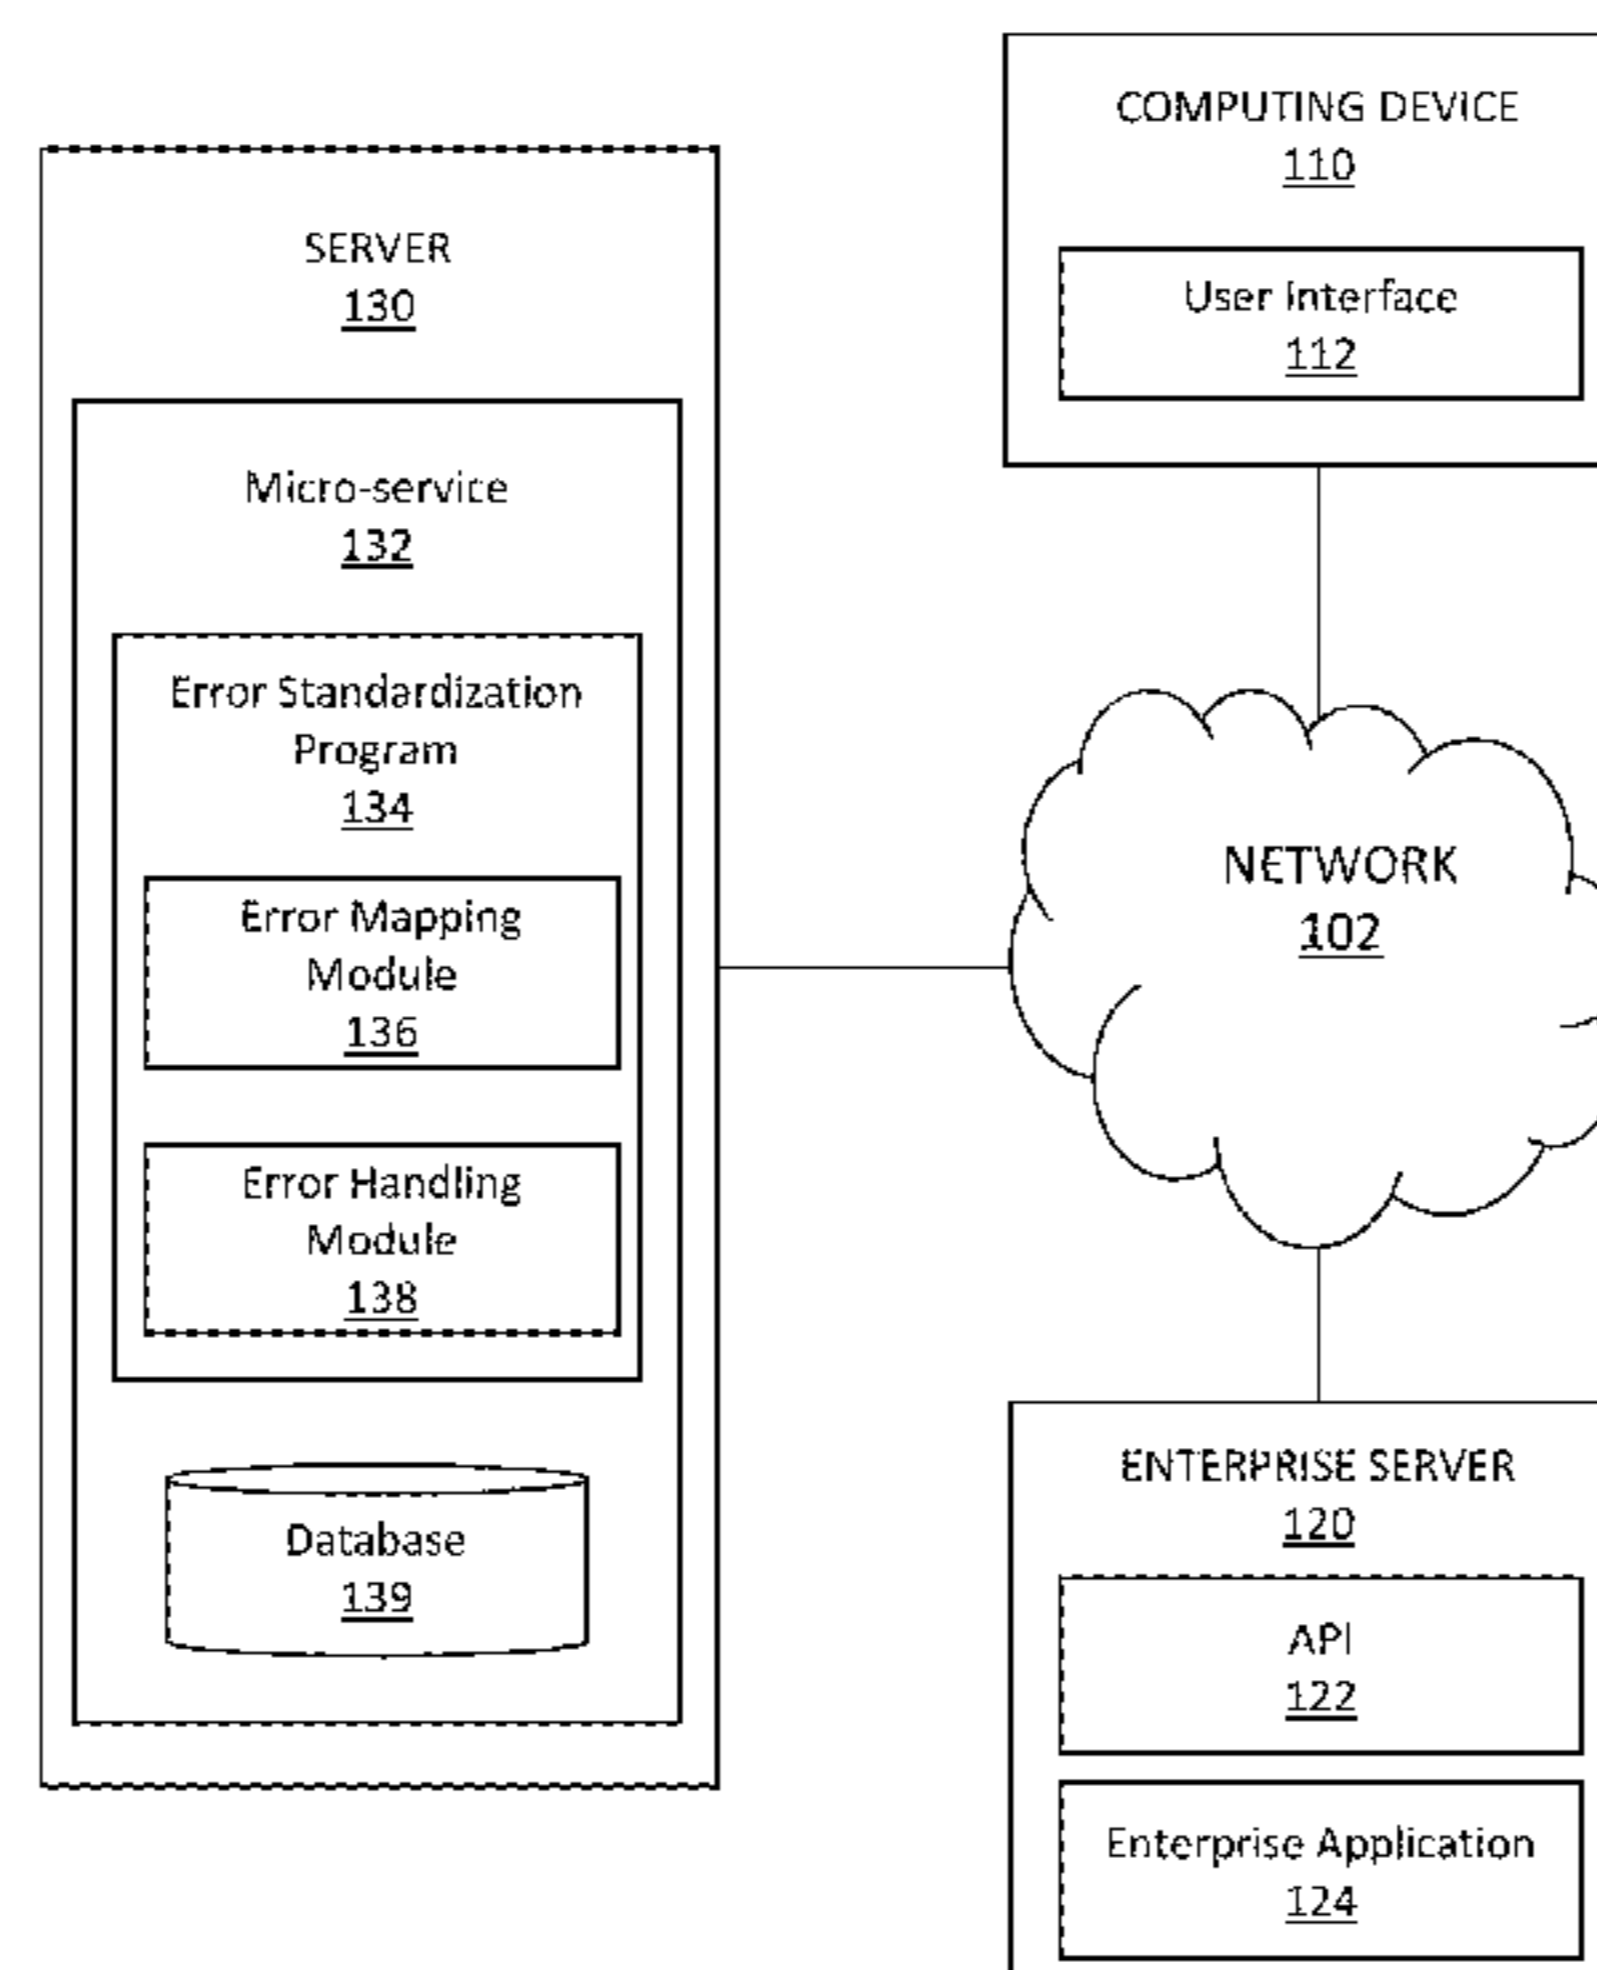 SERVER
130
Micro-service
132
Error Standardization
Program
134
Error Mapping
Module
136
Error Handling
Module
138
Database
139
COMPUTING DEVICE
110
User Interface
112
NETWORK
102
ENTERPRISE SERVER
120
API
122
Enterprise Application
124